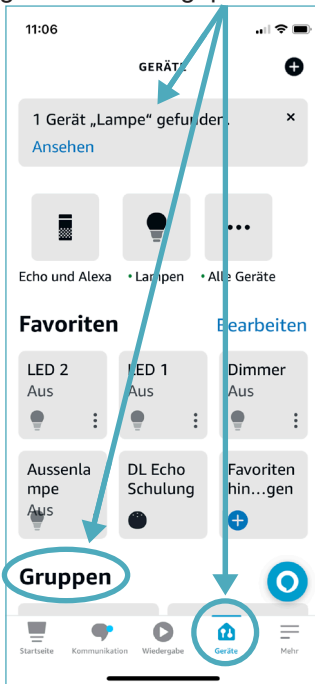 11:06
GERÄTE
1 Gerät „Lampe“ gefunden.
Ansehen
Echo und Alexa
Lampen
Alle Geräte
Favoriten
Bearbeiten
LED 2
Aus
LED 1
Aus
Dimmer
Aus
Aussenla
mpe
Aus
DL Echo
Schulung
Favoriten
hin...gen
Gruppen
Startseite
Kommunikation
Wiedergabe
Geräte
Mehr